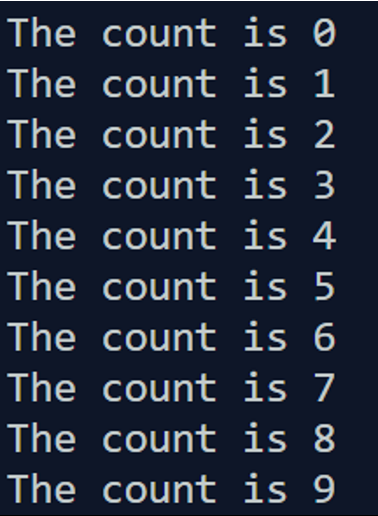 The count is 0
The count is 1
The count is 2
The count is 3
The count is 4
The count is 5
The count is 6
The count is 7
The count is 8
The count is 9